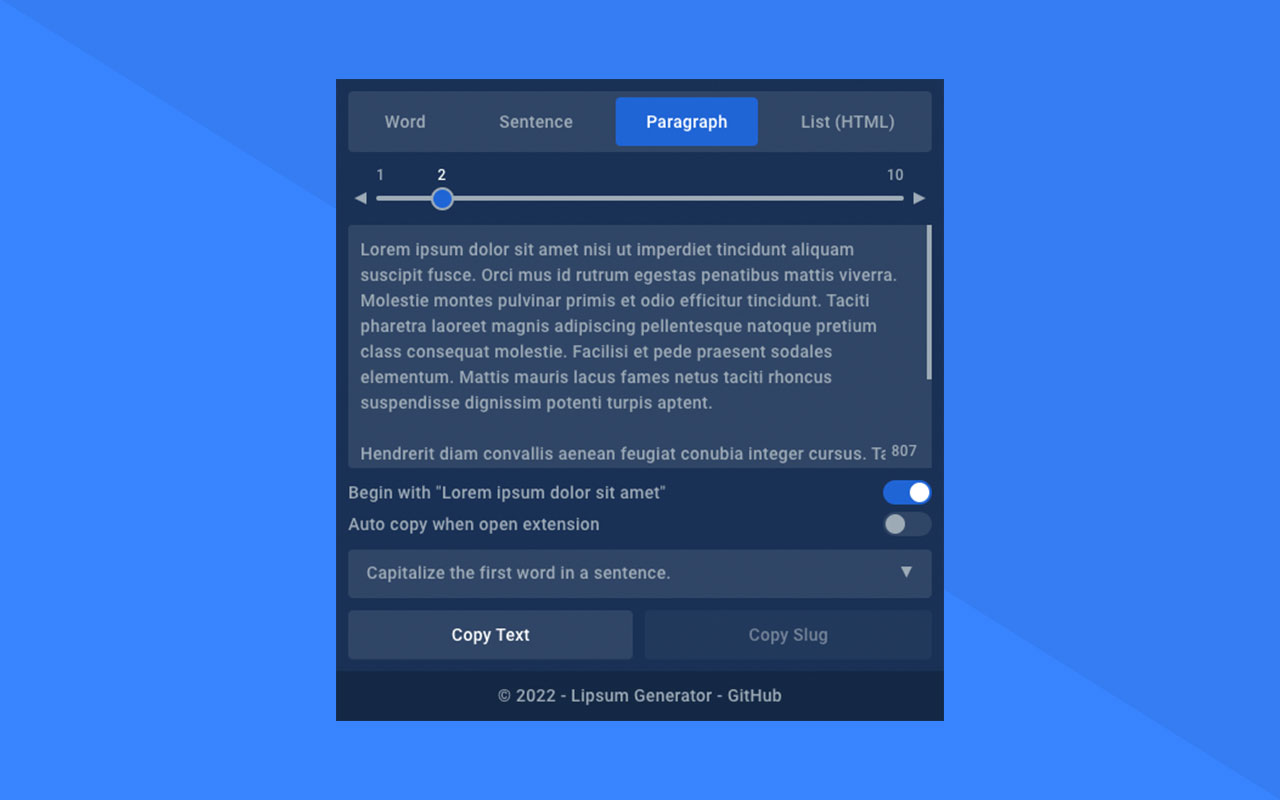 Word Sentence Paragraph List (HTML)
1 2 10
Lorem ipsum dolor sit amet nisi ut imperdiet tincidunt aliquam
suscipit fusce. Orci mus id rutrum egestas penatibus mattis viverra.
Molestie montes pulvinar primis et odio efficitur tincidunt. Taciti
pharetra laoreet magnis adipiscing pellentesque natoque pretium
class consequat molestie. Facilisi et pede praesent sodales
elementum. Mattis mauris lacus fames netus taciti rhoncus
suspendisse dignissim potenti turpis aptent.
Hendrerit diam convallis aenean feugiat conubia integer cursus. 807
Begin with "Lorem ipsum dolor sit amet"
Auto copy when open extension
Capitalize the first word in a sentence.
Copy Text Copy Slug
© 2022 - Lipsum Generator - GitHub